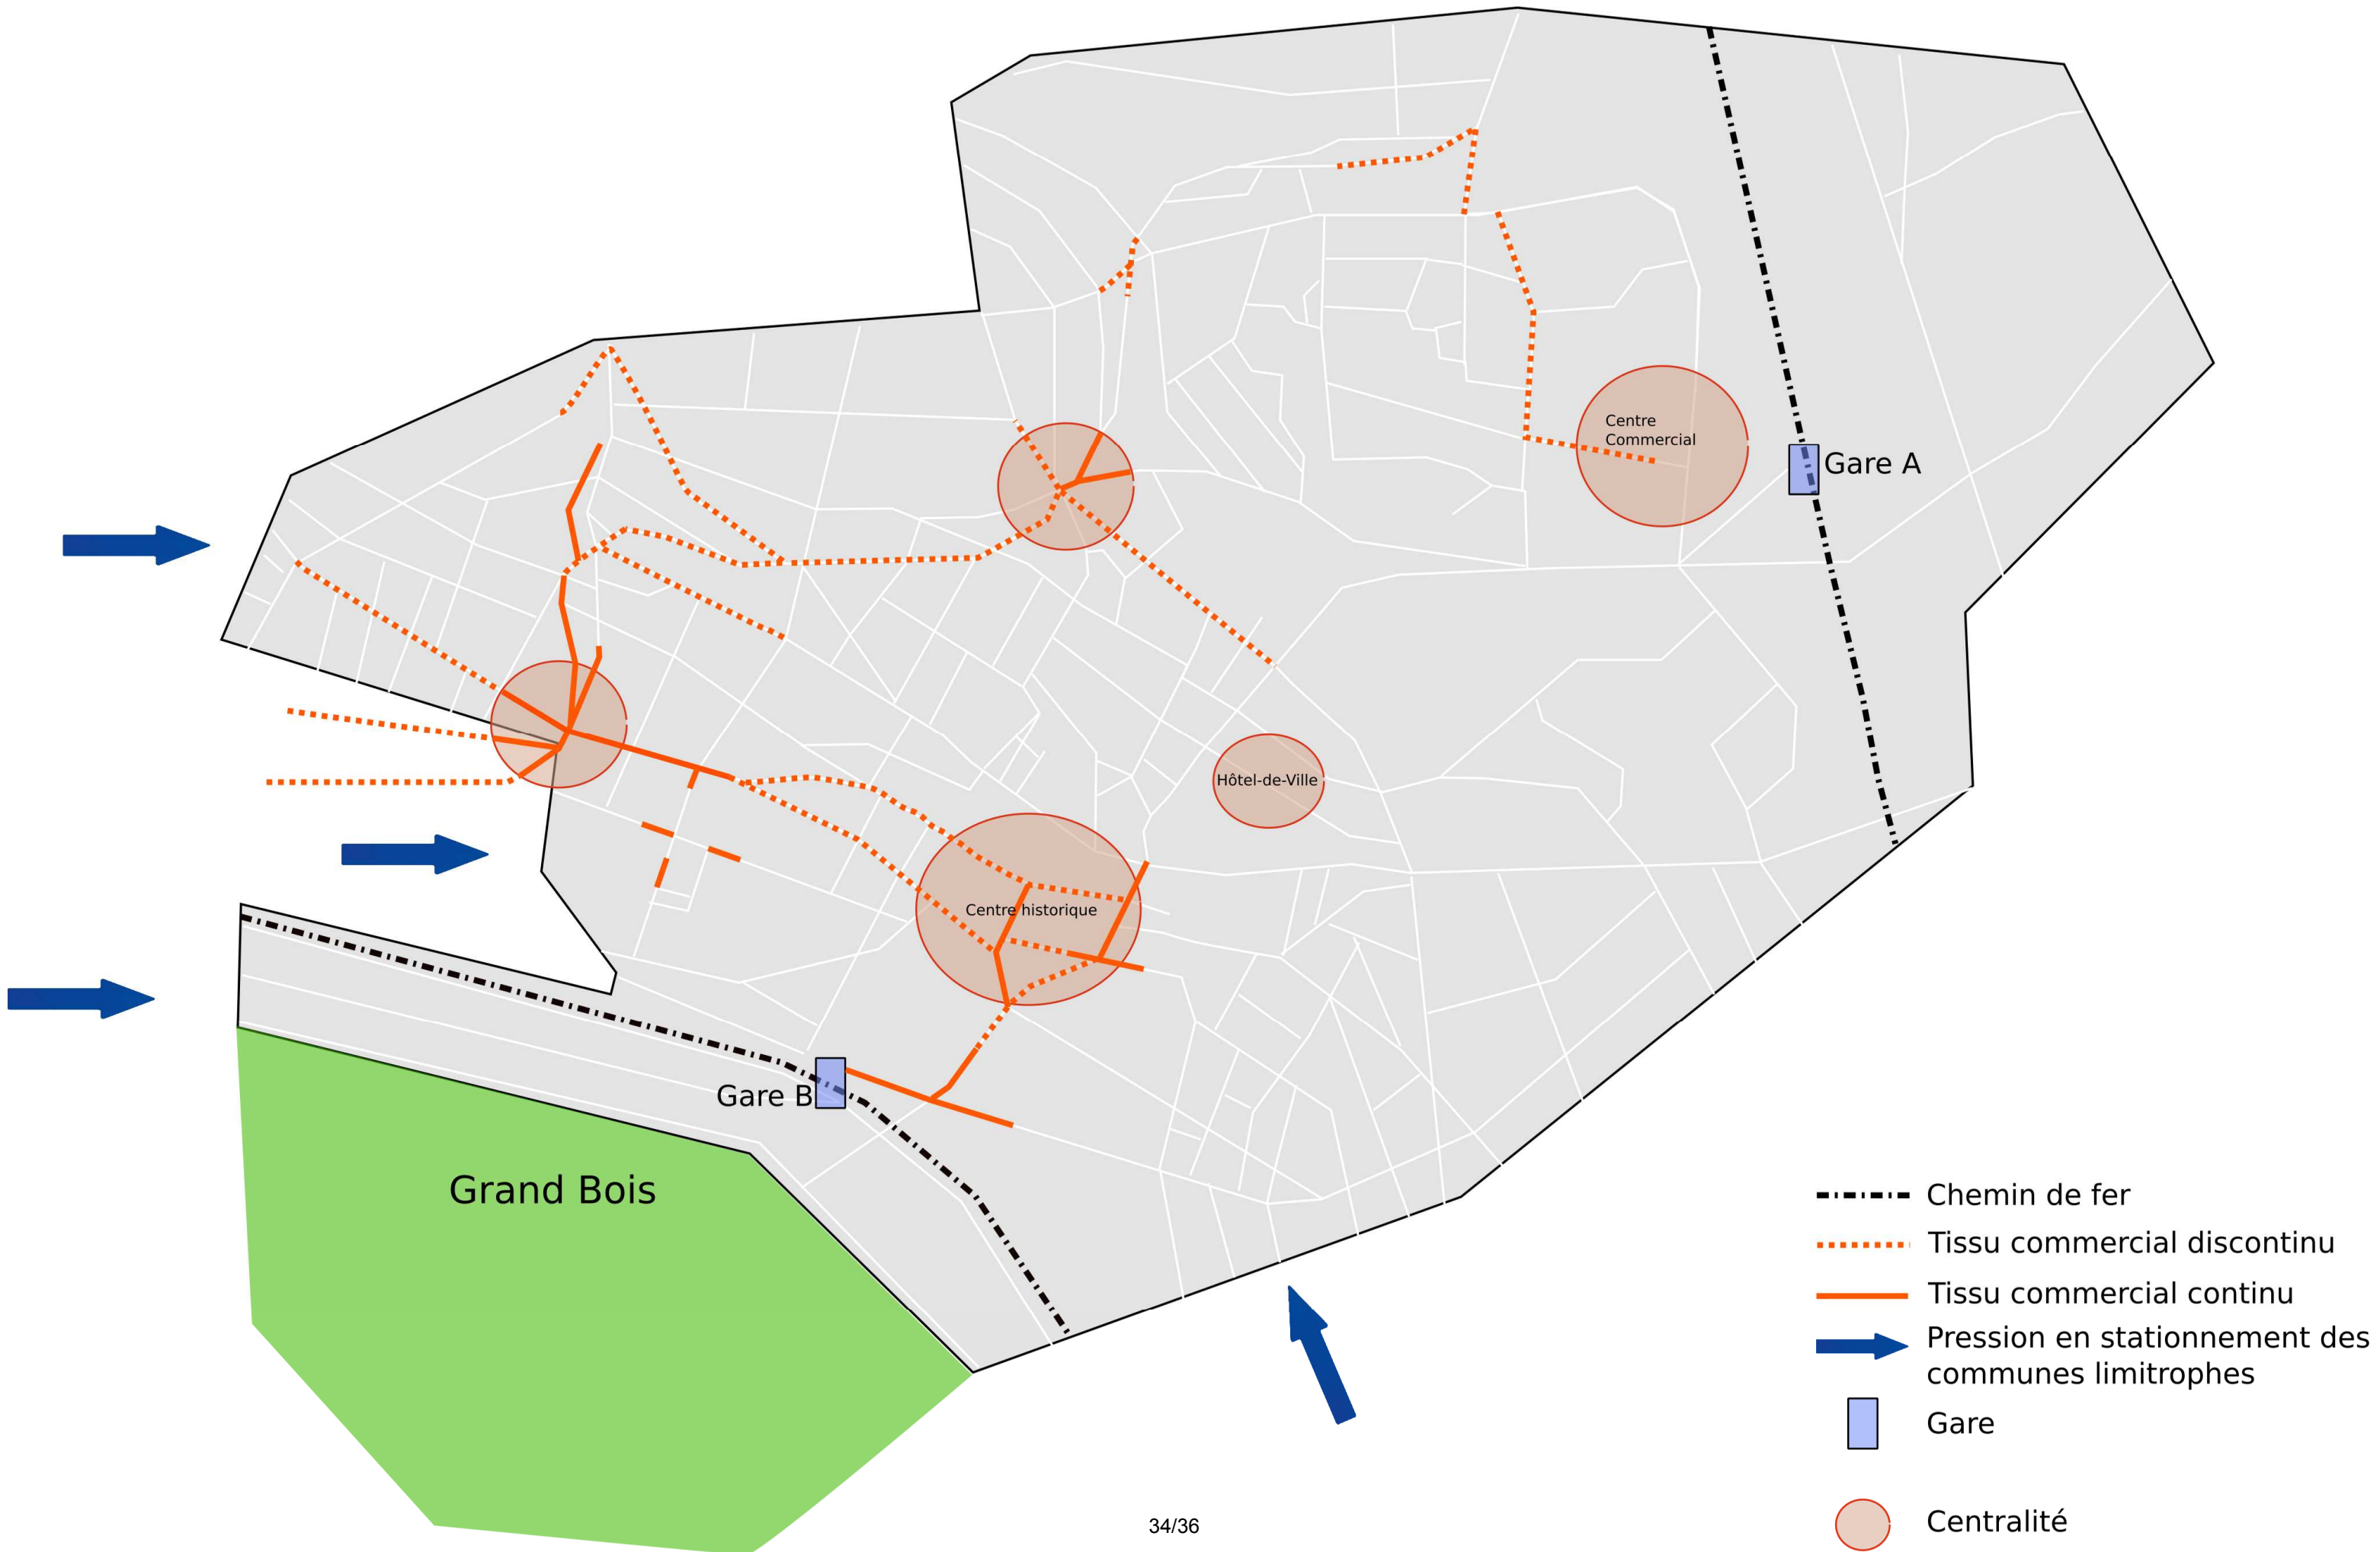 Centre
Commercial
Gare A
Hôtel-de-Ville
Centre historique
Gare B
Grand Bois
Chemin de fer
Tissu commercial discontinu
Tissu commercial continu
Pression en stationnement des
communes limitrophes
Gare
Centralité
34/36